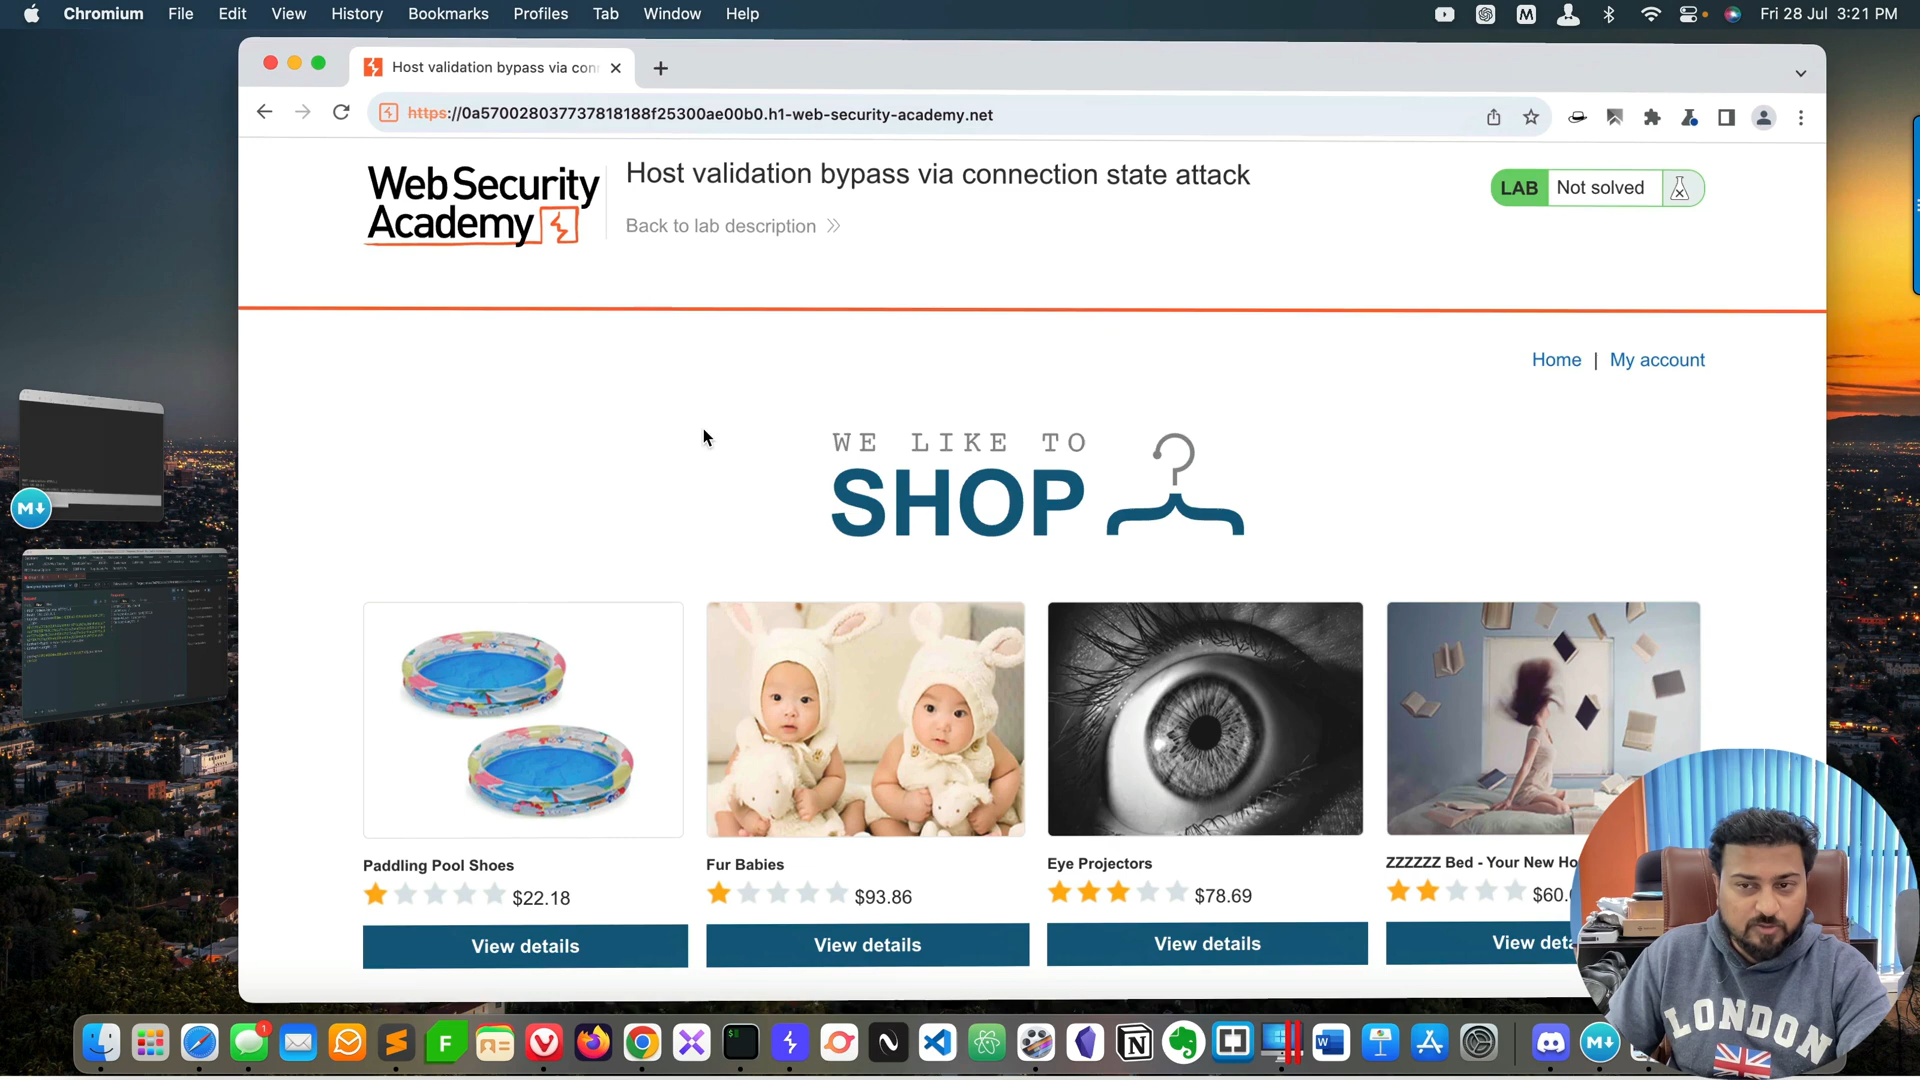 Chromium File Edit View History Bookmarks Profiles Tab Window Help Fri 28 Jul 3:21 PM
Host validation bypass via con
https://0a570028037737818188f25300ae00b0.h1-web-security-academy.net
Web Security
Academy
Host validation bypass via connection state attack
Back to lab description
LAB Not solved
Home | My account
WE LIKE TO
SHOP
Paddling Pool Shoes
$22.18
View details
Fur Babies
$93.86
View details
Eye Projectors
$78.69
View details
ZZZZZZ Bed - Your New Ho
$60.
View deta
M
1
F
N
W
M
LONDON